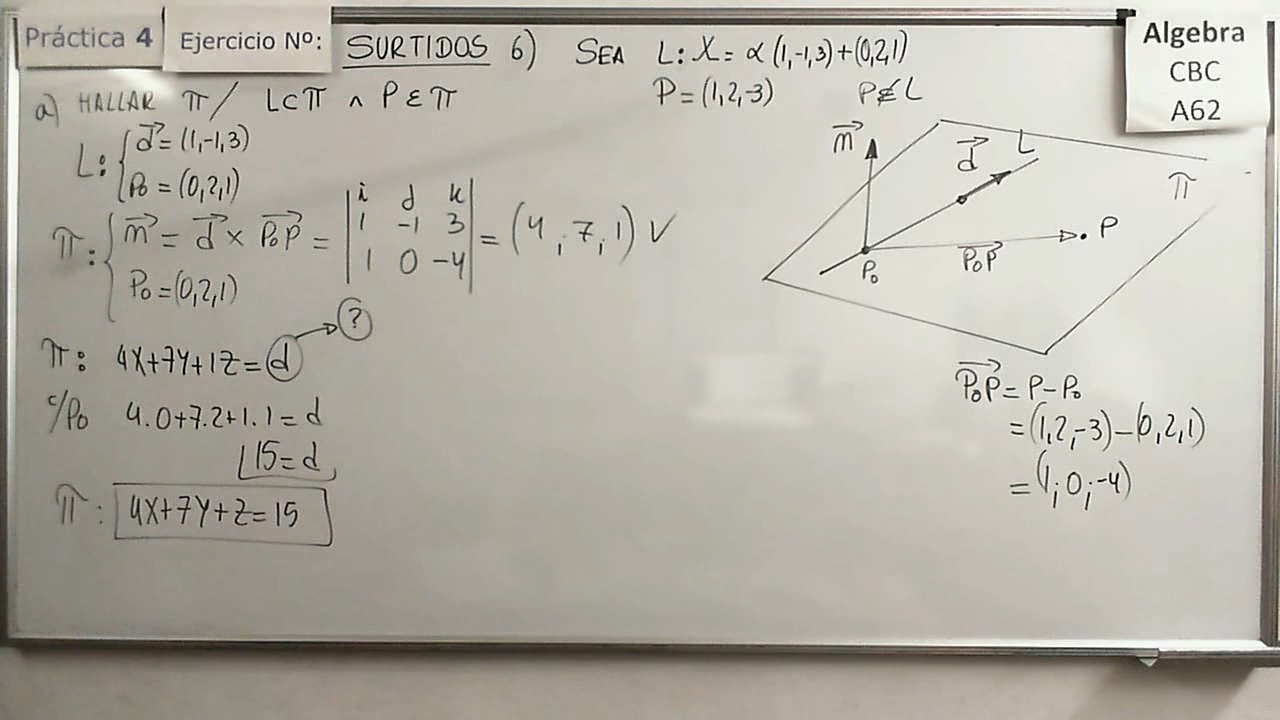 Práctica 4 Ejercicio Nº: SURTIDOS 6) SEA L: X = α (1,-1,3) + (0,2,1)
P = (1,2,-3) P∉L
Algebra
CBC
A62
a) HALLAR π / L⊂π ∧ P ∈ π
L: { d⃗ = (1,-1,3)
P₀ = (0,2,1)
π: { m⃗ = d⃗ × P₀P⃗ = | i j k | = (4, 7, 1) √
| 1 -1 3 |
| 1 0 -4 |
P₀ = (0,2,1)
π: 4X+7Y+1Z = d → ?
c/P₀ 4.0+7.2+1.1 = d
15 = d
π: 4X+7Y+Z = 15
m⃗ d⃗ L π
P₀ P₀P⃗ P
P₀P⃗ = P - P₀
= (1,2,-3) - (0,2,1)
= (1;0;-4)